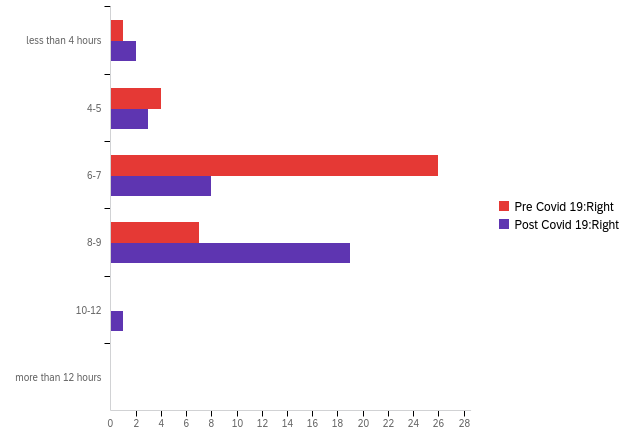 less than 4 hours
4-5
6-7
8-9
10-12
more than 12 hours
0 2 4 6 8 10 12 14 16 18 20 22 24 26 28
Pre Covid 19:Right
Post Covid 19:Right